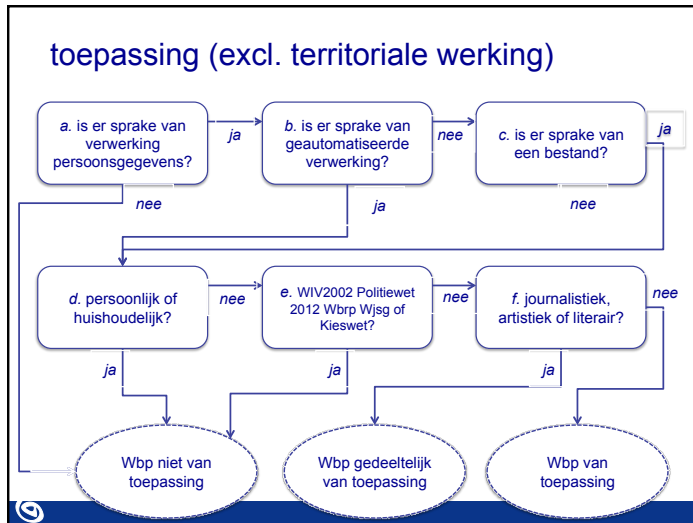 toepassing (excl. territoriale werking)
a. is er sprake van
verwerking
persoonsgegevens?
ja
b. is er sprake van
geautomatiseerde
verwerking?
nee
c. is er sprake van
een bestand?
ja
nee
ja
nee
d. persoonlijk of
huishoudelijk?
nee
e. WIV2002 Politiewet
2012 Wbrp Wjsg of
Kieswet?
nee
f. journalistiek,
artistiek of literair?
nee
ja
ja
ja
Wbp niet van
toepassing
Wbp gedeeltelijk
van toepassing
Wbp van
toepassing